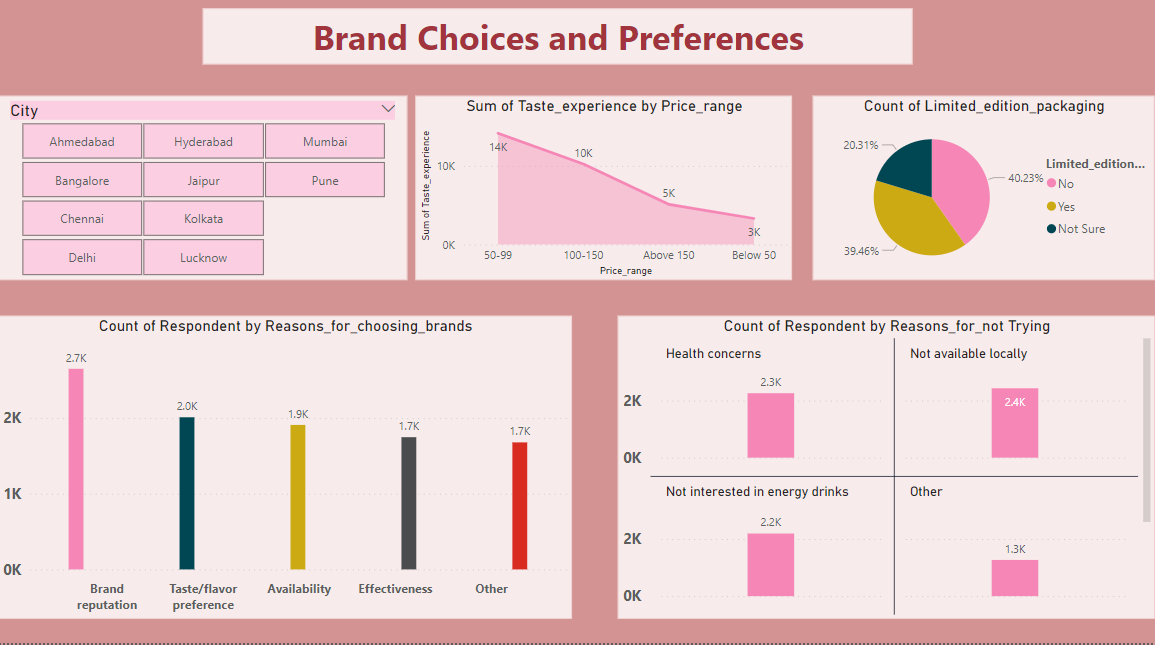 Brand Choices and Preferences
City
Ahmedabad
Hyderabad
Mumbai
Bangalore
Jaipur
Pune
Chennai
Kolkata
Delhi
Lucknow
Sum of Taste_experience by Price_range
Sum of Taste_experience
10K
0K
14K
10K
5K
3K
50-99
100-150
Above 150
Below 50
Price_range
Count of Limited_edition_packaging
20.31%
40.23%
39.46%
Limited_edition...
No
Yes
Not Sure
Count of Respondent by Reasons_for_choosing_brands
2K
1K
0K
2.7K
2.0K
1.9K
1.7K
1.7K
Brand
reputation
Taste/flavor
preference
Availability
Effectiveness
Other
Count of Respondent by Reasons_for_not Trying
Health concerns
Not available locally
2K
0K
2.3K
2.4K
Not interested in energy drinks
Other
2K
0K
2.2K
1.3K